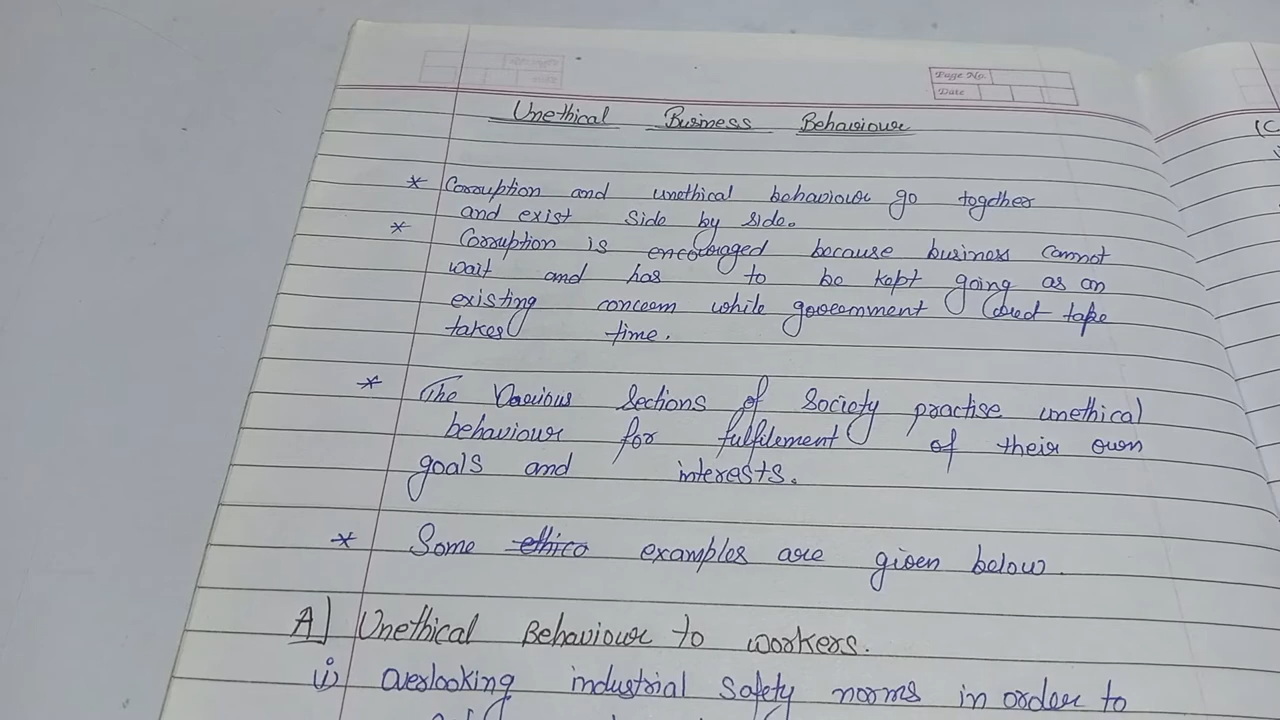 Page No.
Date
Unethical Business Behaviour
* Corruption and unethical behaviour go together
and exist side by side.
* Corruption is encouraged because business cannot
wait and has to be kept going as an
existing concern while government red tape
takes time.
* The Various Sections of Society practise unethical
behaviour for fulfilement of their own
goals and interests.
* Some ethico examples are given below.
A] Unethical Behaviour to workers.
i) Overlooking industrial safety norms in order to
(C